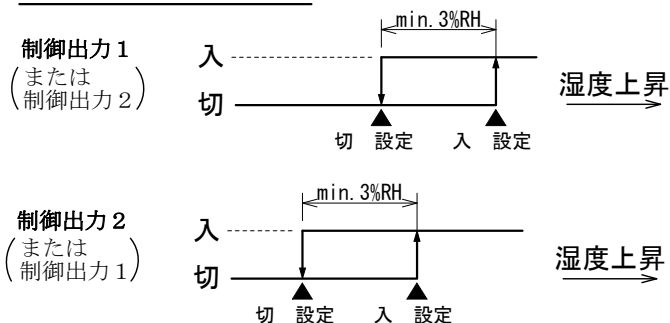 min. 3%RH
制御出力1
(または
制御出力2)
入
切
湿度上昇
切 設定 入 設定
min. 3%RH
制御出力2
(または
制御出力1)
入
切
湿度上昇
切 設定 入 設定